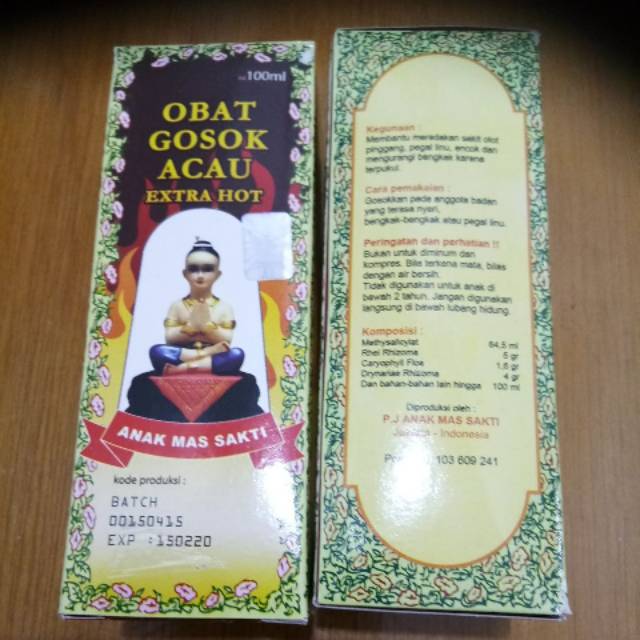 100ml
OBAT
GOSOK
ACAU
EXTRA HOT
ANAK MAS SAKTI
kode produksi :
BATCH
00150415
EXP :150220
Kegunaan :
Membantu meredakan sakit otot
pinggang, pegal linu, encok dan
mengurangi bengkak karena
terpukul.
Cara pemakaian :
Gosokkan pada anggota badan
yang terasa nyeri,
bengkak-bengkak atau pegal linu.
Peringatan dan perhatian !!
Bukan untuk diminum dan
kompres. Bila terkena mata, bilas
dengan air bersih.
Tidak digunakan untuk anak di
bawah 2 tahun. Jangan digunakan
langsung di bawah lubang hidung.
Komposisi :
Methysalicylat 64,5 ml
Rhei Rhizoma 5 gr
Caryophyll Flos 1,6 gr
Drynariae Rhizoma 4 gr
Dan bahan-bahan lain hingga 100 ml
Diproduksi oleh :
P.J ANAK MAS SAKTI
- Indonesia
103 609 241